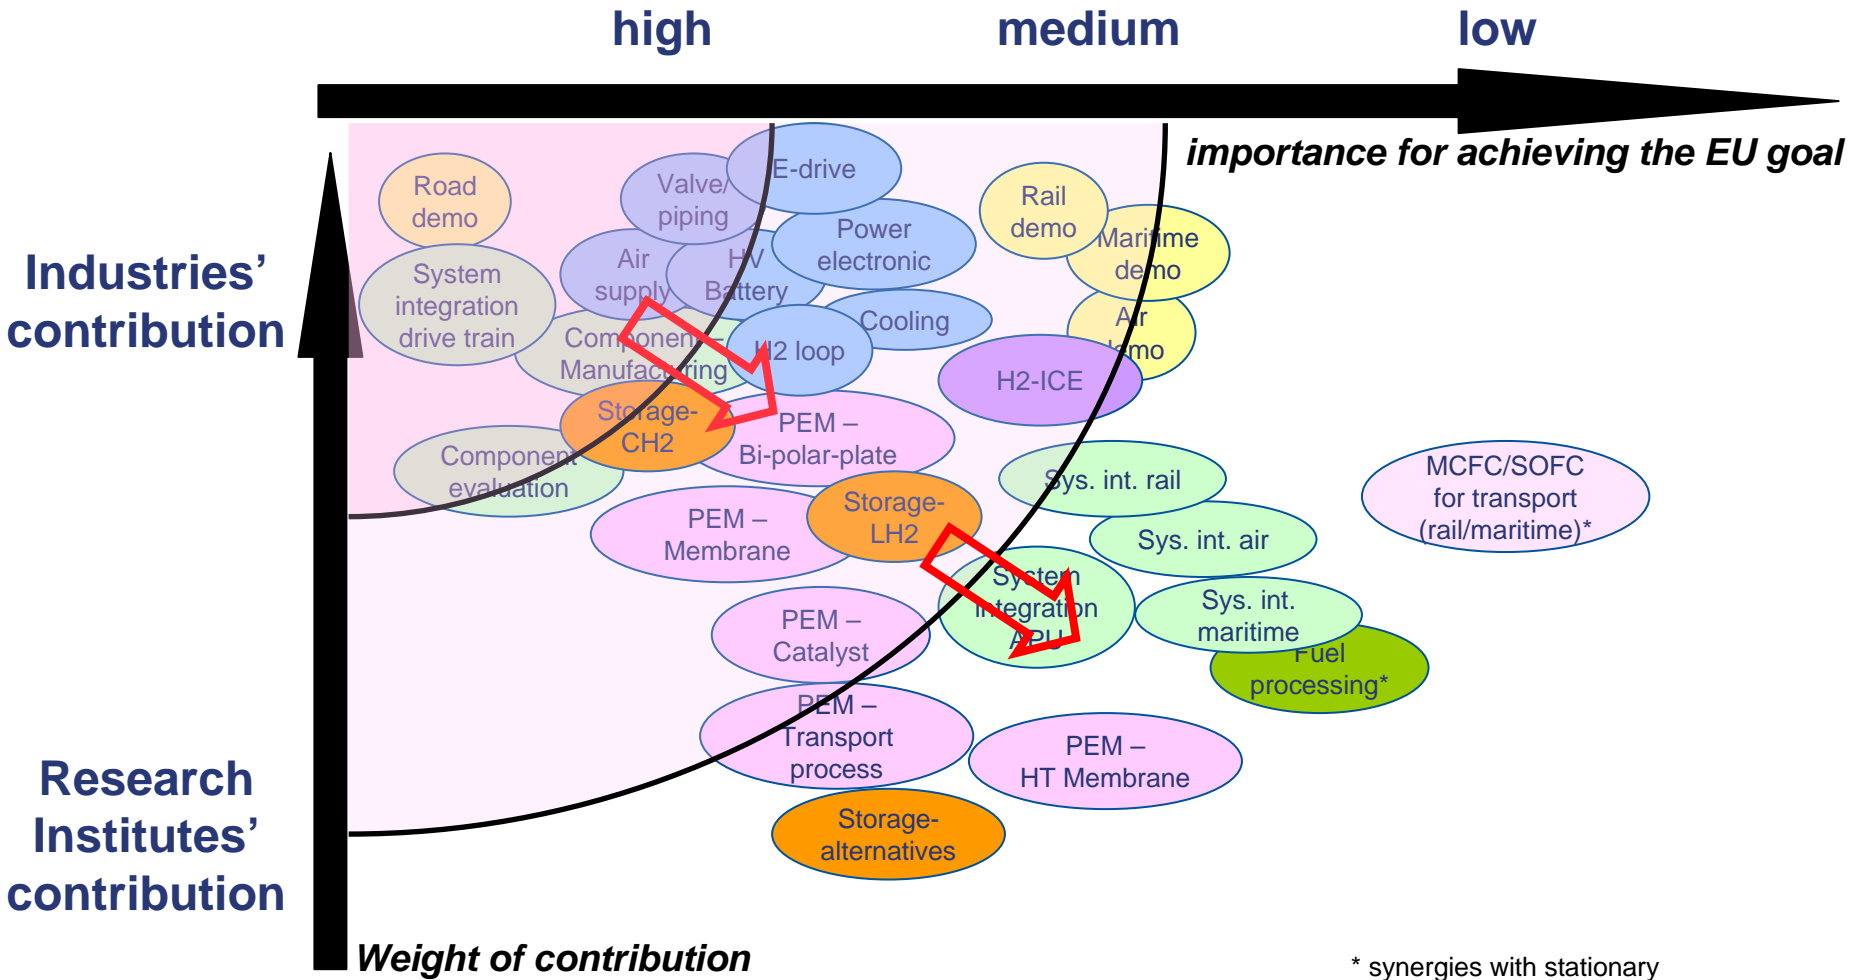 high
medium
low
importance for achieving the EU goal
Industries’
contribution
Research
Institutes’
contribution
Weight of contribution
Road
demo
Valve/
piping
E-drive
Rail
demo
Maritime
demo
Power
electronic
System
integration
drive train
Air
supply
HV
Battery
Cooling
Air
demo
Component –
Manufacturing
H2 loop
H2-ICE
Storage-
CH2
PEM –
Bi-polar-plate
Component
evaluation
Sys. int. rail
MCFC/SOFC
for transport
(rail/maritime)*
PEM –
Membrane
Storage-
LH2
Sys. int. air
System
integration
APU
Sys. int.
maritime
PEM –
Catalyst
Fuel
processing*
PEM –
Transport
process
PEM –
HT Membrane
Storage-
alternatives
* synergies with stationary